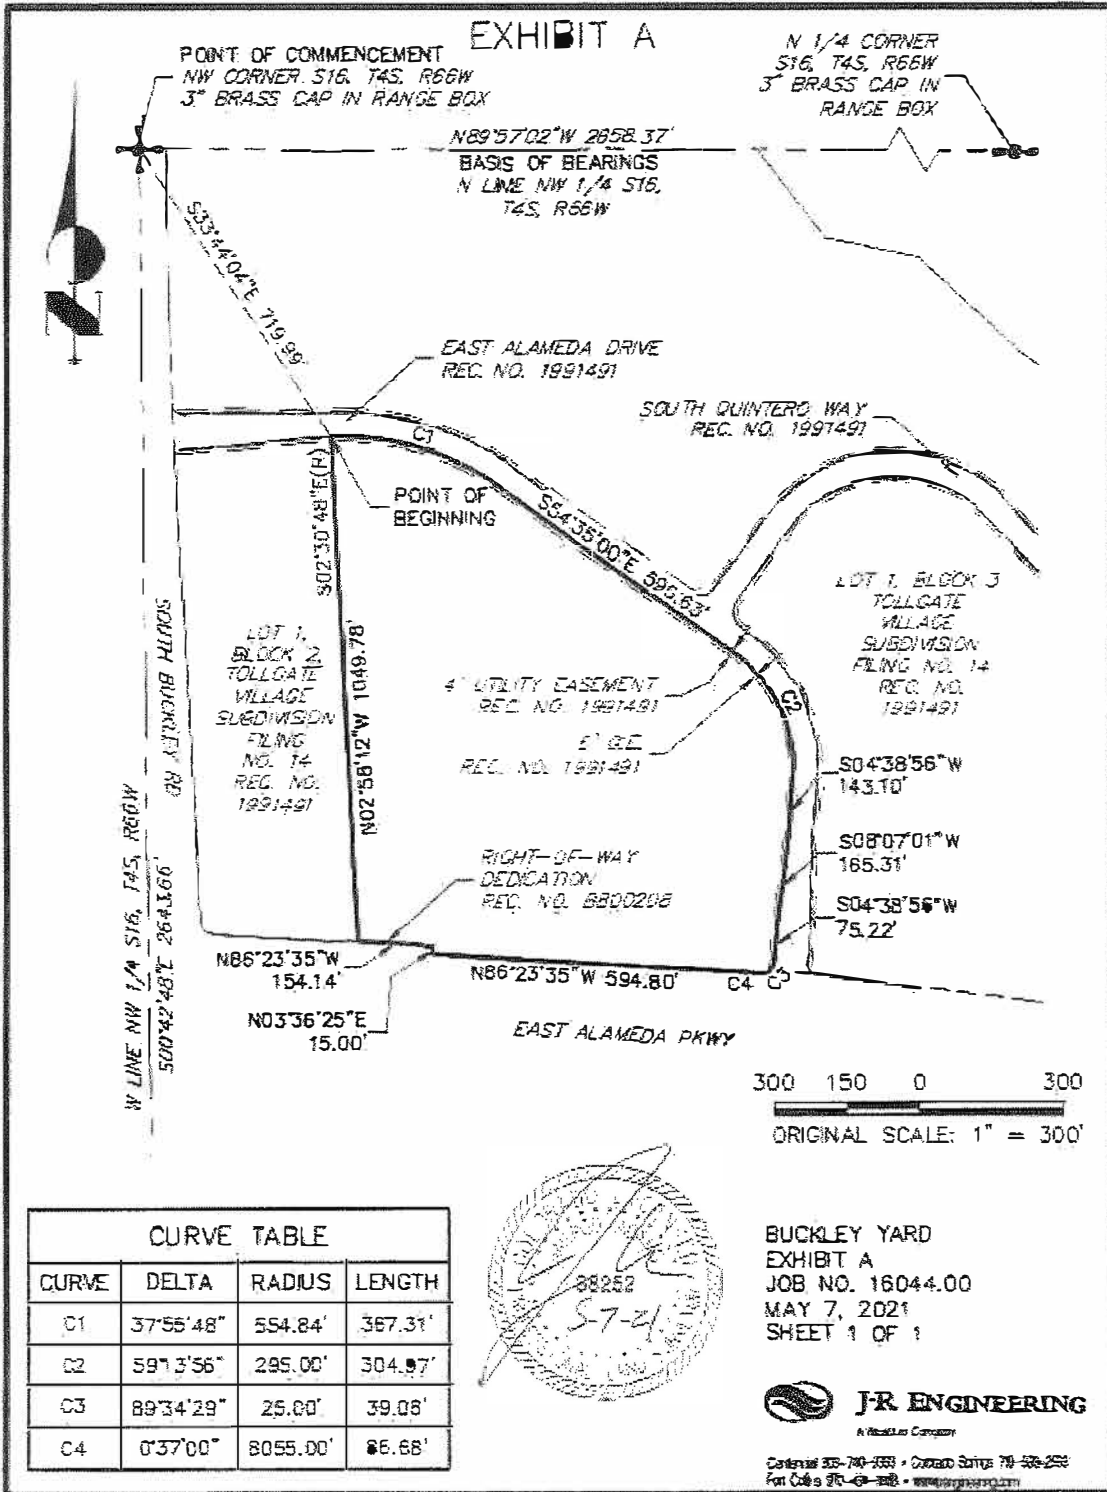 EXHIBIT A
POINT OF COMMENCEMENT
NW CORNER S16, T4S, R66W
3" BRASS CAP IN RANGE BOX
N 1/4 CORNER
S16, T4S, R66W
3" BRASS CAP IN
RANGE BOX
N89°57'02"W 2658.37'
BASIS OF BEARINGS
N LINE NW 1/4 S16,
T4S, R66W
S33°44'04"E 719.99'
N
EAST ALAMEDA DRIVE
REC. NO. 1991491
SOUTH QUINTERO WAY
REC. NO. 1991491
C1
POINT OF
BEGINNING
S02°30'48"E(R)
S54°35'00"E 595.63'
LOT 1,
BLOCK 2
TOLLGATE
VILLAGE
SUBDIVISION
FILING
NO. 14
REC. NO.
1991491
SOUTH BUCKLEY RD
N02°58'12"W 1049.78'
LOT 1, BLOCK 3
TOLLGATE
VILLAGE
SUBDIVISION
FILING NO. 14
REC. NO.
1991491
4' UTILITY EASEMENT
REC. NO. 1991491
C2
REC. NO. 1991491
S04°38'56"W
143.10'
S08°07'01"W
165.31'
S04°38'56"W
75.22'
RIGHT-OF-WAY
DEDICATION
REC. NO.
W LINE NW 1/4 S16, T4S, R66W
S00°42'48"E 2643.66'
N86°23'35"W
154.14'
N86°23'35"W 594.80'
C4
C3
N03°36'25"E
15.00'
EAST ALAMEDA PKWY
300 150 0 300
ORIGINAL SCALE: 1" = 300'
CURVE TABLE
CURVE DELTA RADIUS LENGTH
C1 37°55'48" 554.84' 367.31'
C2 59°13'56" 295.00' 304.97'
C3 89°34'29" 25.00' 39.08'
C4 0°37'00" 8055.00' 86.68'
38252
5-7-21
BUCKLEY YARD
EXHIBIT A
JOB NO. 16044.00
MAY 7, 2021
SHEET 1 OF 1
J·R ENGINEERING
A Westrian Company